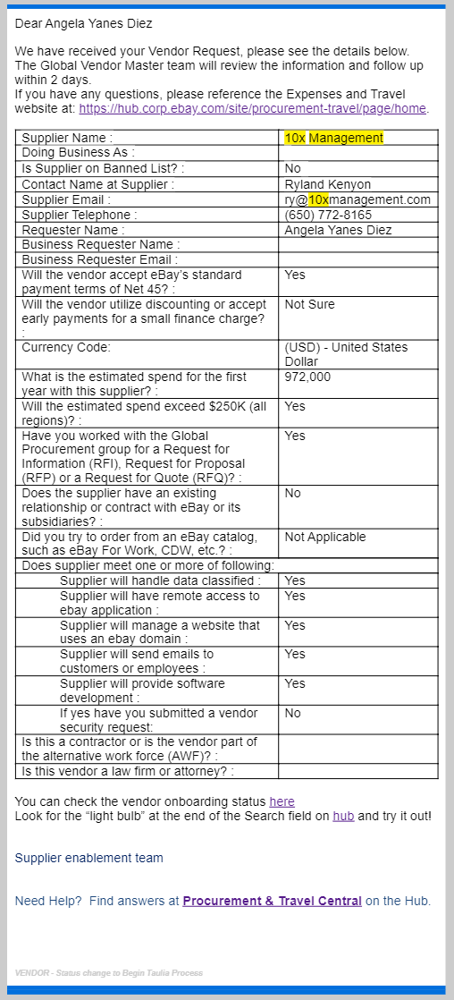 Dear Angela Yanes Diez
We have received your Vendor Request, please see the details below.
The Global Vendor Master team will review the information and follow up
within 2 days.
If you have any questions, please reference the Expenses and Travel
website at: https://hub.corp.ebay.com/site/procurement-travel/page/home.
Supplier Name : 10x Management
Doing Business As :
Is Supplier on Banned List? : No
Contact Name at Supplier : Ryland Kenyon
Supplier Email : ry@10xmanagement.com
Supplier Telephone : (650) 772-8165
Requester Name : Angela Yanes Diez
Business Requester Name :
Business Requester Email :
Will the vendor accept eBay's standard Yes
payment terms of Net 45? :
Will the vendor utilize discounting or accept Not Sure
early payments for a small finance charge?
:
Currency Code: (USD) - United States
Dollar
What is the estimated spend for the first 972,000
year with this supplier? :
Will the estimated spend exceed $250K (all Yes
regions)? :
Have you worked with the Global Yes
Procurement group for a Request for
Information (RFI), Request for Proposal
(RFP) or a Request for Quote (RFQ)? :
Does the supplier have an existing No
relationship or contract with eBay or its
subsidiaries? :
Did you try to order from an eBay catalog, Not Applicable
such as eBay For Work, CDW, etc.? :
Does supplier meet one or more of following:
Supplier will handle data classified : Yes
Supplier will have remote access to Yes
ebay application :
Supplier will manage a website that Yes
uses an ebay domain :
Supplier will send emails to Yes
customers or employees :
Supplier will provide software Yes
development :
If yes have you submitted a vendor No
security request:
Is this a contractor or is the vendor part of
the alternative work force (AWF)? :
Is this vendor a law firm or attorney? :
You can check the vendor onboarding status here
Look for the “light bulb” at the end of the Search field on hub and try it out!
Supplier enablement team
Need Help? Find answers at Procurement & Travel Central on the Hub.
VENDOR - Status change to Begin Taulia Process